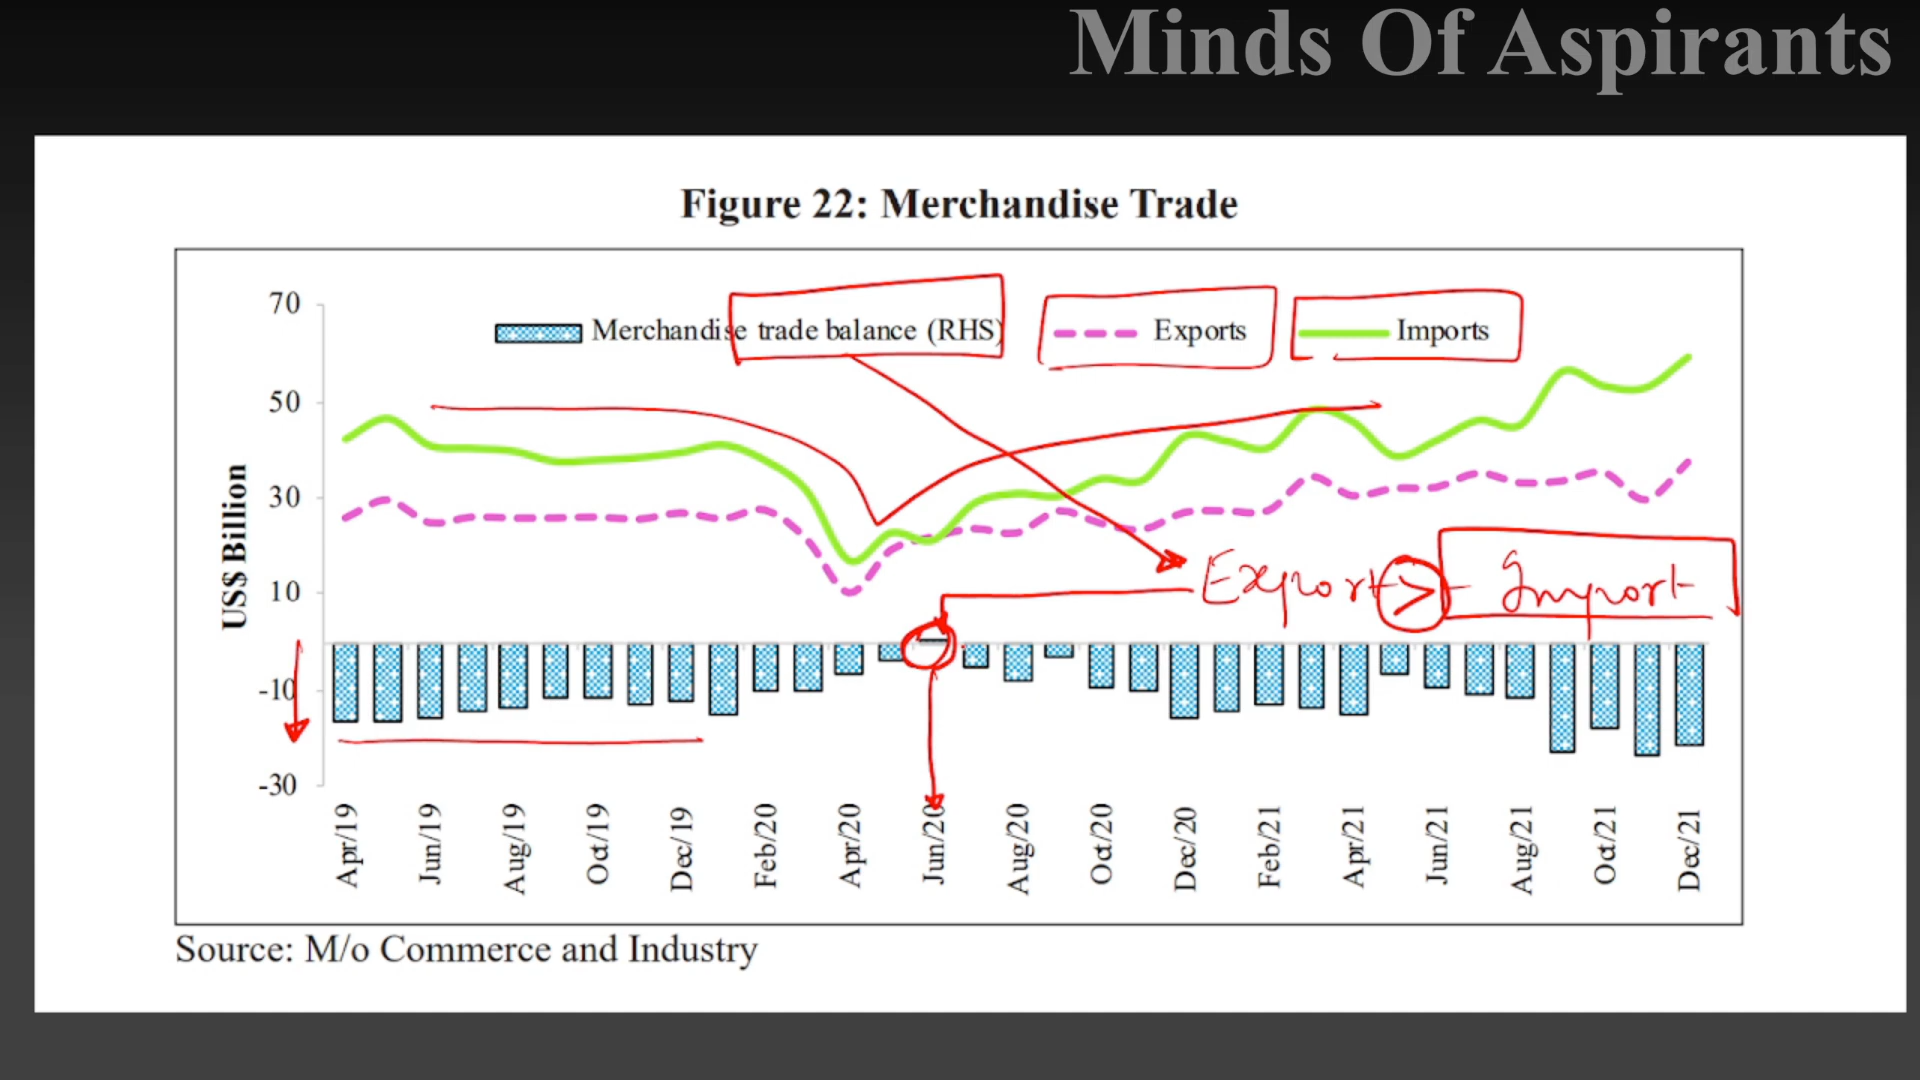 Minds Of Aspirants
Figure 22: Merchandise Trade
Merchandise trade balance (RHS) Exports Imports
US$ Billion
70
50
30
10
-10
-30
Export > Import
Apr/19 Jun/19 Aug/19 Oct/19 Dec/19 Feb/20 Apr/20 Jun/20 Aug/20 Oct/20 Dec/20 Feb/21 Apr/21 Jun/21 Aug/21 Oct/21 Dec/21
Source: M/o Commerce and Industry